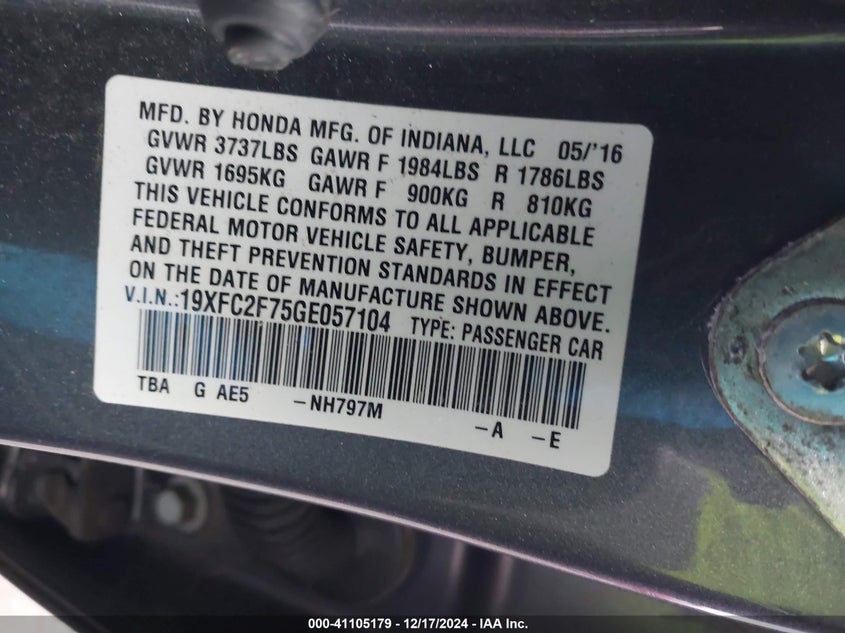 MFD. BY HONDA MFG. OF INDIANA, LLC 05/'16
GVWR 3737LBS GAWR F 1984LBS R 1786LBS
GVWR 1695KG GAWR F 900KG R 810KG
THIS VEHICLE CONFORMS TO ALL APPLICABLE
FEDERAL MOTOR VEHICLE SAFETY, BUMPER,
AND THEFT PREVENTION STANDARDS IN EFFECT
ON THE DATE OF MANUFACTURE SHOWN ABOVE.
V.I.N.:19XFC2F75GE057104 TYPE: PASSENGER CAR
TBA G AE5 -NH797M -A -E
000-41105179 - 12/17/2024 - IAA Inc.